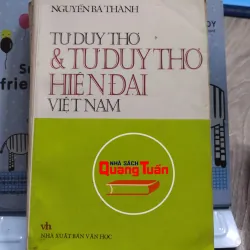 NGUYỄN BÁ THÀNH
TƯ DUY THƠ
& TƯ DUY THƠ
HIỆN ĐẠI
VIỆT NAM
NHÀ SÁCH
Quang Tuấn
vh
NHÀ XUẤT BẢN VĂN HỌC